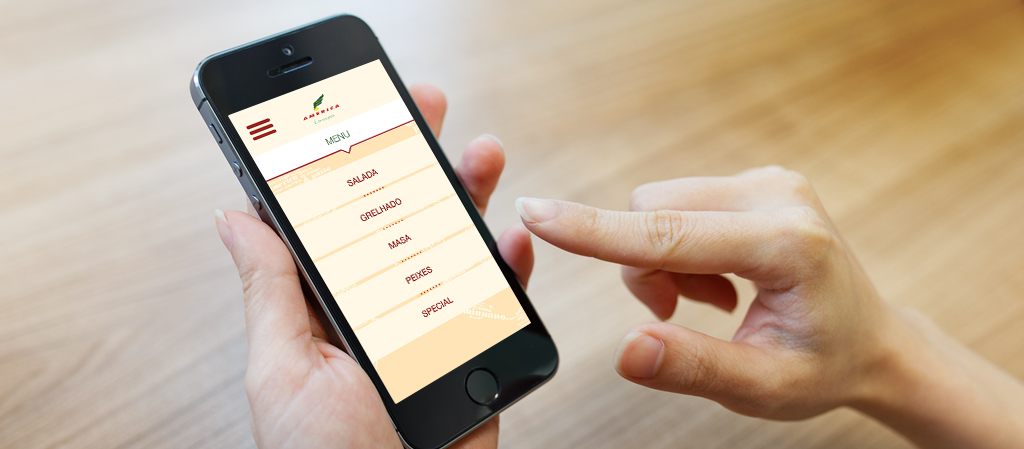 AMERICA
MENU
SALADA
GRELHADO
MASA
PEIXES
SPECIAL